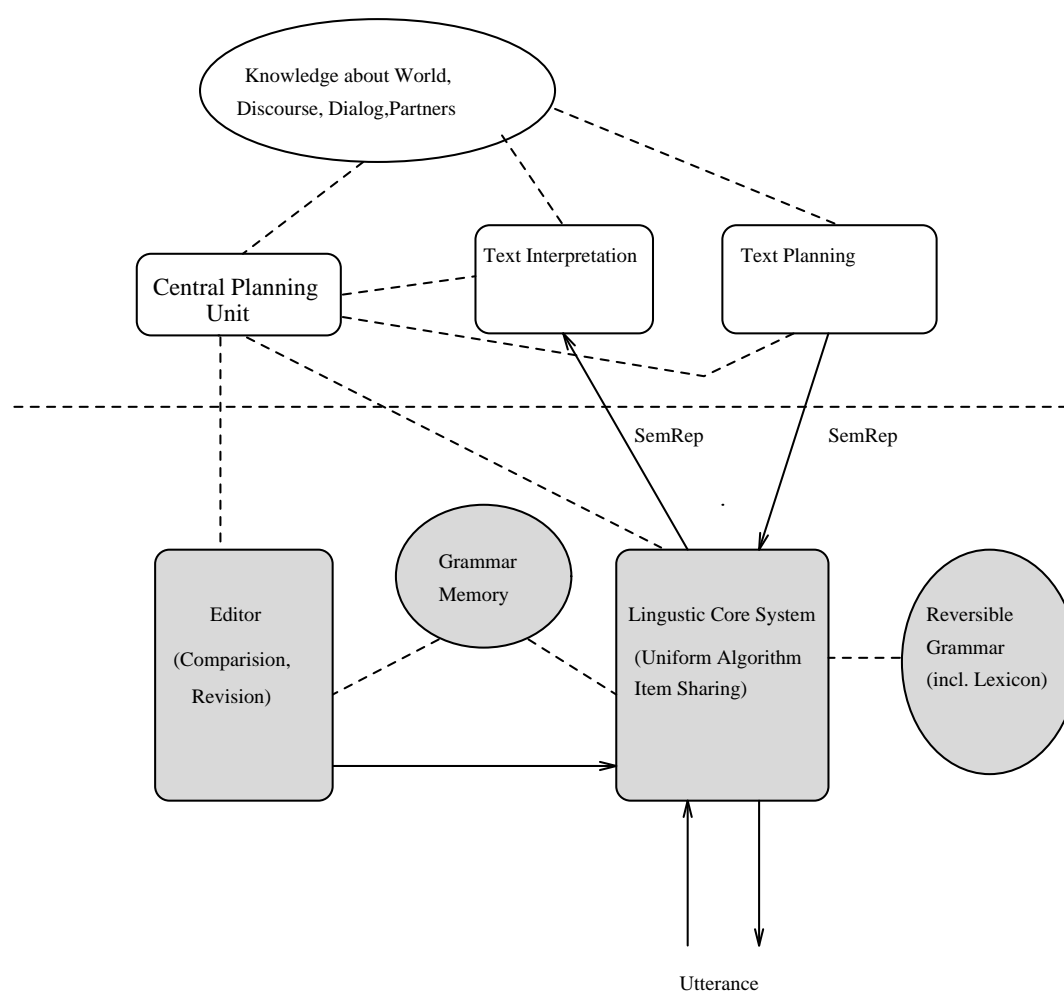 Knowledge about World,
Discourse, Dialog,Partners
Text Interpretation
Text Planning
Central Planning
Unit
SemRep
SemRep
Grammar
Memory
Editor
(Comparision,
Revision)
Lingustic Core System
(Uniform Algorithm
Item Sharing)
Reversible
Grammar
(incl. Lexicon)
Utterance